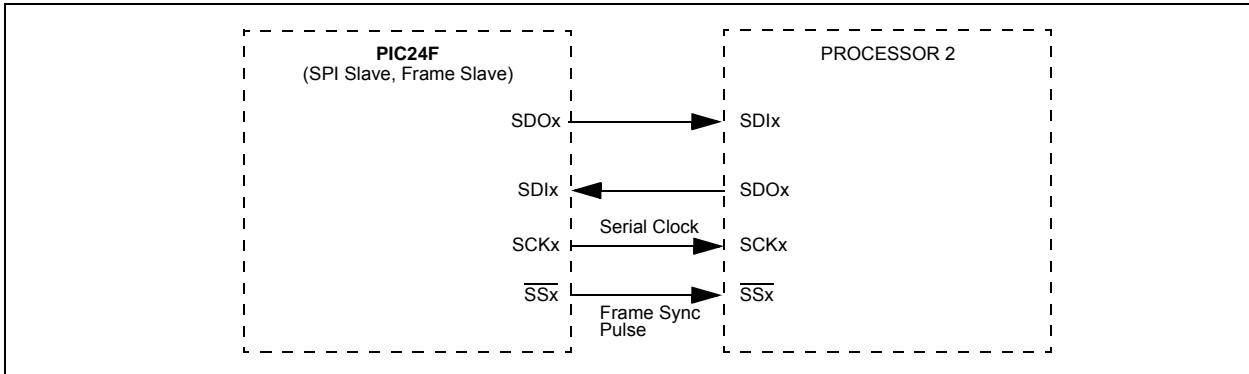 PIC24F
(SPI Slave, Frame Slave)
PROCESSOR 2
SDOx
SDIx
SDIx
SDOx
Serial Clock
SCKx
SCKx
SSx
SSx
Frame Sync
Pulse